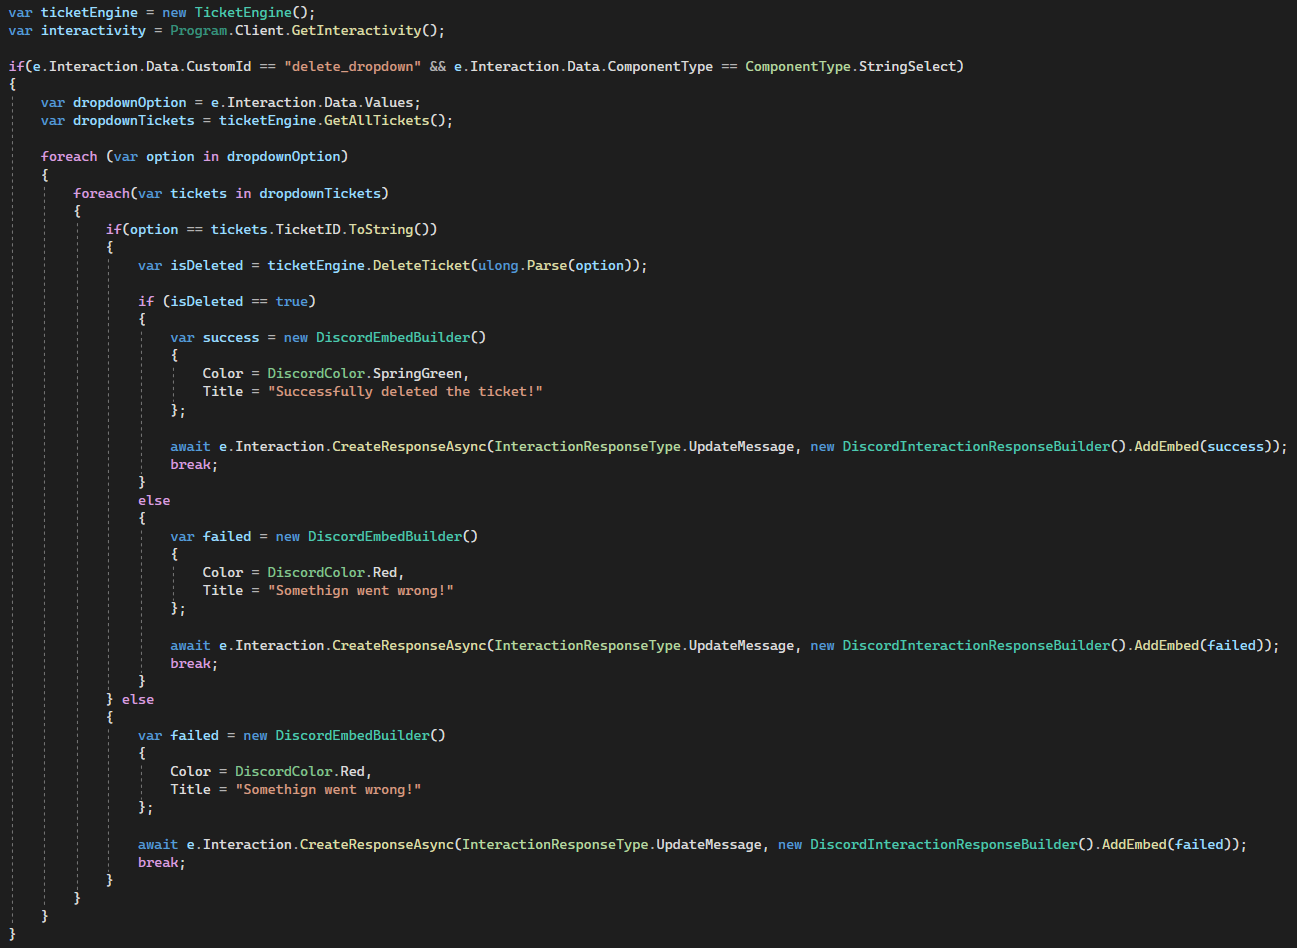 var ticketEngine = new TicketEngine();
var interactivity = Program.Client.GetInteractivity();
if(e.Interaction.Data.CustomId == "delete_dropdown" && e.Interaction.Data.ComponentType == ComponentType.StringSelect)
{
var dropdownOption = e.Interaction.Data.Values;
var dropdownTickets = ticketEngine.GetAllTickets();
foreach (var option in dropdownOption)
{
foreach(var tickets in dropdownTickets)
{
if(option == tickets.TicketID.ToString())
{
var isDeleted = ticketEngine.DeleteTicket(ulong.Parse(option));
if (isDeleted == true)
{
var success = new DiscordEmbedBuilder()
{
Color = DiscordColor.SpringGreen,
Title = "Successfully deleted the ticket!"
};
await e.Interaction.CreateResponseAsync(InteractionResponseType.UpdateMessage, new DiscordInteractionResponseBuilder().AddEmbed(success));
break;
}
else
{
var failed = new DiscordEmbedBuilder()
{
Color = DiscordColor.Red,
Title = "Somethign went wrong!"
};
await e.Interaction.CreateResponseAsync(InteractionResponseType.UpdateMessage, new DiscordInteractionResponseBuilder().AddEmbed(failed));
break;
}
} else
{
var failed = new DiscordEmbedBuilder()
{
Color = DiscordColor.Red,
Title = "Somethign went wrong!"
};
await e.Interaction.CreateResponseAsync(InteractionResponseType.UpdateMessage, new DiscordInteractionResponseBuilder().AddEmbed(failed));
break;
}
}
}
}